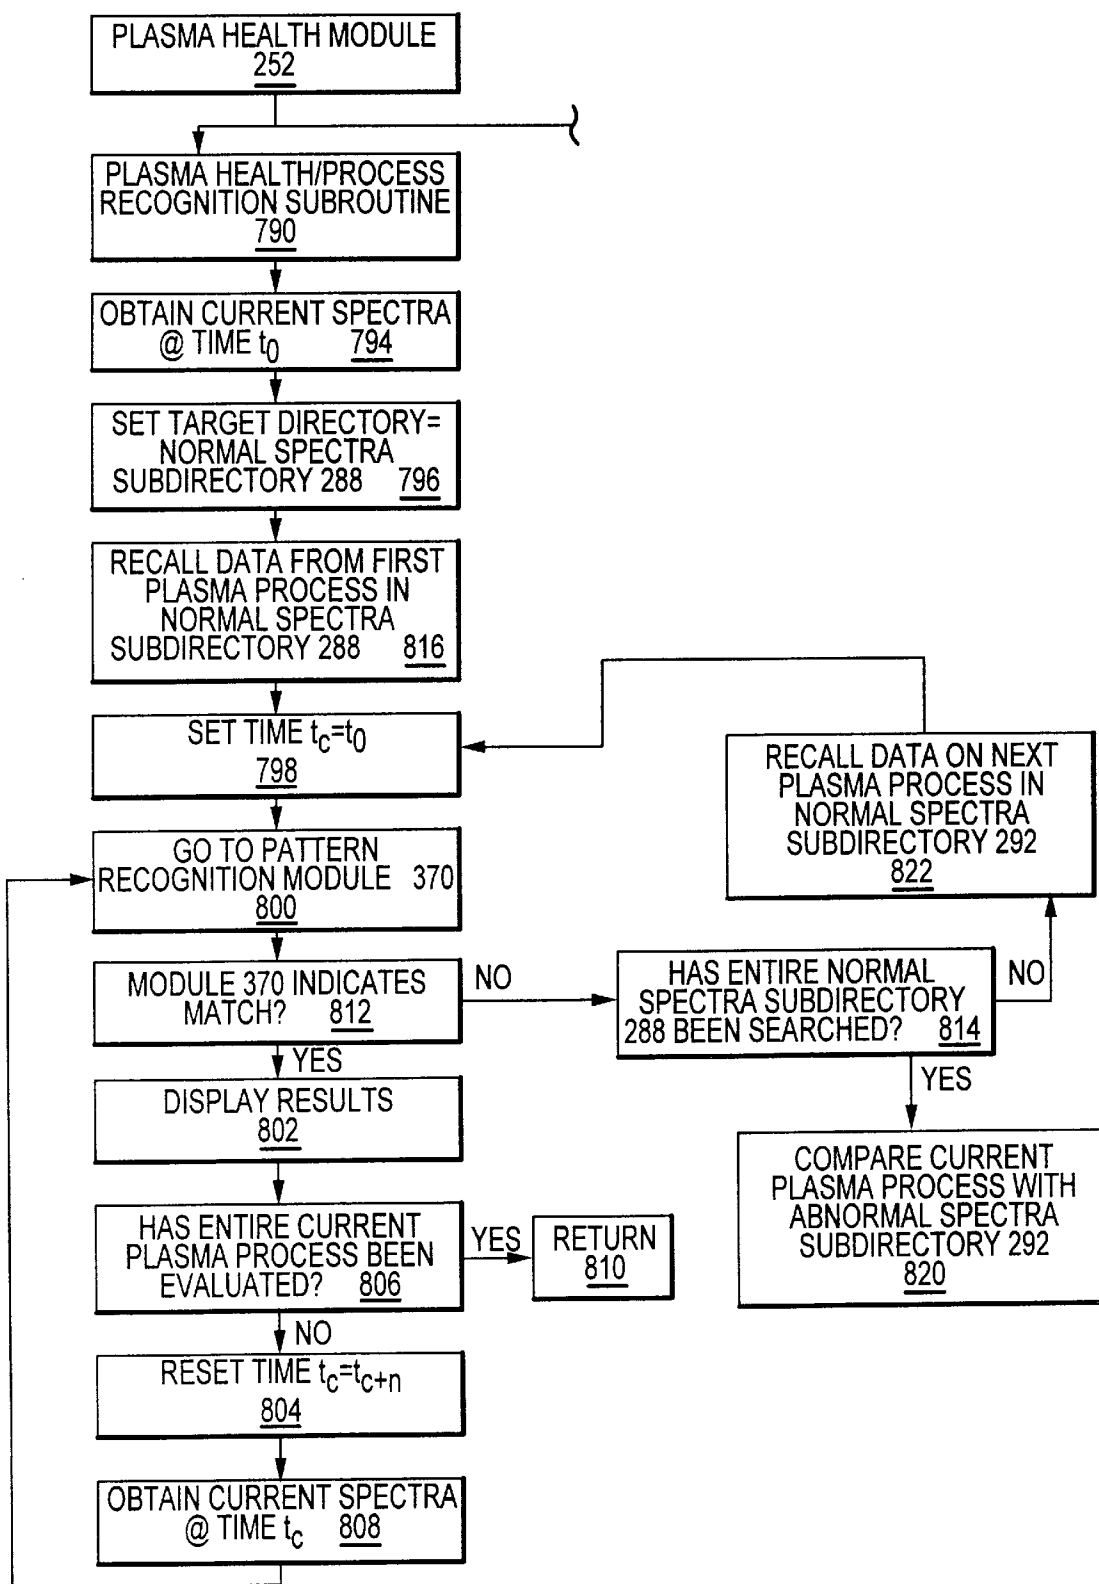 PLASMA HEALTH MODULE
252
PLASMA HEALTH/PROCESS
RECOGNITION SUBROUTINE
790
OBTAIN CURRENT SPECTRA
@ TIME t0 794
SET TARGET DIRECTORY=
NORMAL SPECTRA
SUBDIRECTORY 288 796
RECALL DATA FROM FIRST
PLASMA PROCESS IN
NORMAL SPECTRA
SUBDIRECTORY 288 816
SET TIME tc=t0
798
RECALL DATA ON NEXT
PLASMA PROCESS IN
NORMAL SPECTRA
SUBDIRECTORY 292
822
GO TO PATTERN
RECOGNITION MODULE 370
800
MODULE 370 INDICATES
MATCH? 812
NO
HAS ENTIRE NORMAL
SPECTRA SUBDIRECTORY
288 BEEN SEARCHED? 814
NO
YES
YES
DISPLAY RESULTS
802
COMPARE CURRENT
PLASMA PROCESS WITH
ABNORMAL SPECTRA
SUBDIRECTORY 292
820
HAS ENTIRE CURRENT
PLASMA PROCESS BEEN
EVALUATED? 806
YES
RETURN
810
NO
RESET TIME tc=tc+n
804
OBTAIN CURRENT SPECTRA
@ TIME tc 808